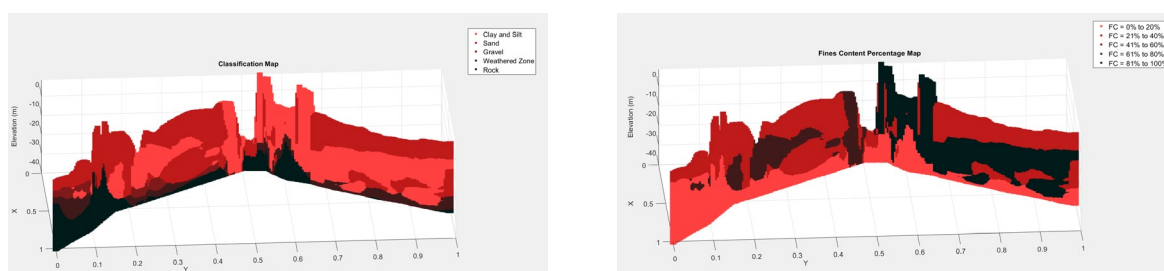 Classification Map
Clay and Silt
Sand
Gravel
Weathered Zone
Rock
Elevation (m)
0
-10
-20
-30
-40
0
X
0.5
1
0
0.1
0.2
0.3
0.4
0.5
0.6
0.7
0.8
0.9
1
Y
Fines Content Percentage Map
FC = 0% to 20%
FC = 21% to 40%
FC = 41% to 60%
FC = 61% to 80%
FC = 81% to 100%
Elevation (m)
0
-10
-20
-30
-40
0
X
0.5
1
0
0.1
0.2
0.3
0.4
0.5
0.6
0.7
0.8
0.9
1
Y